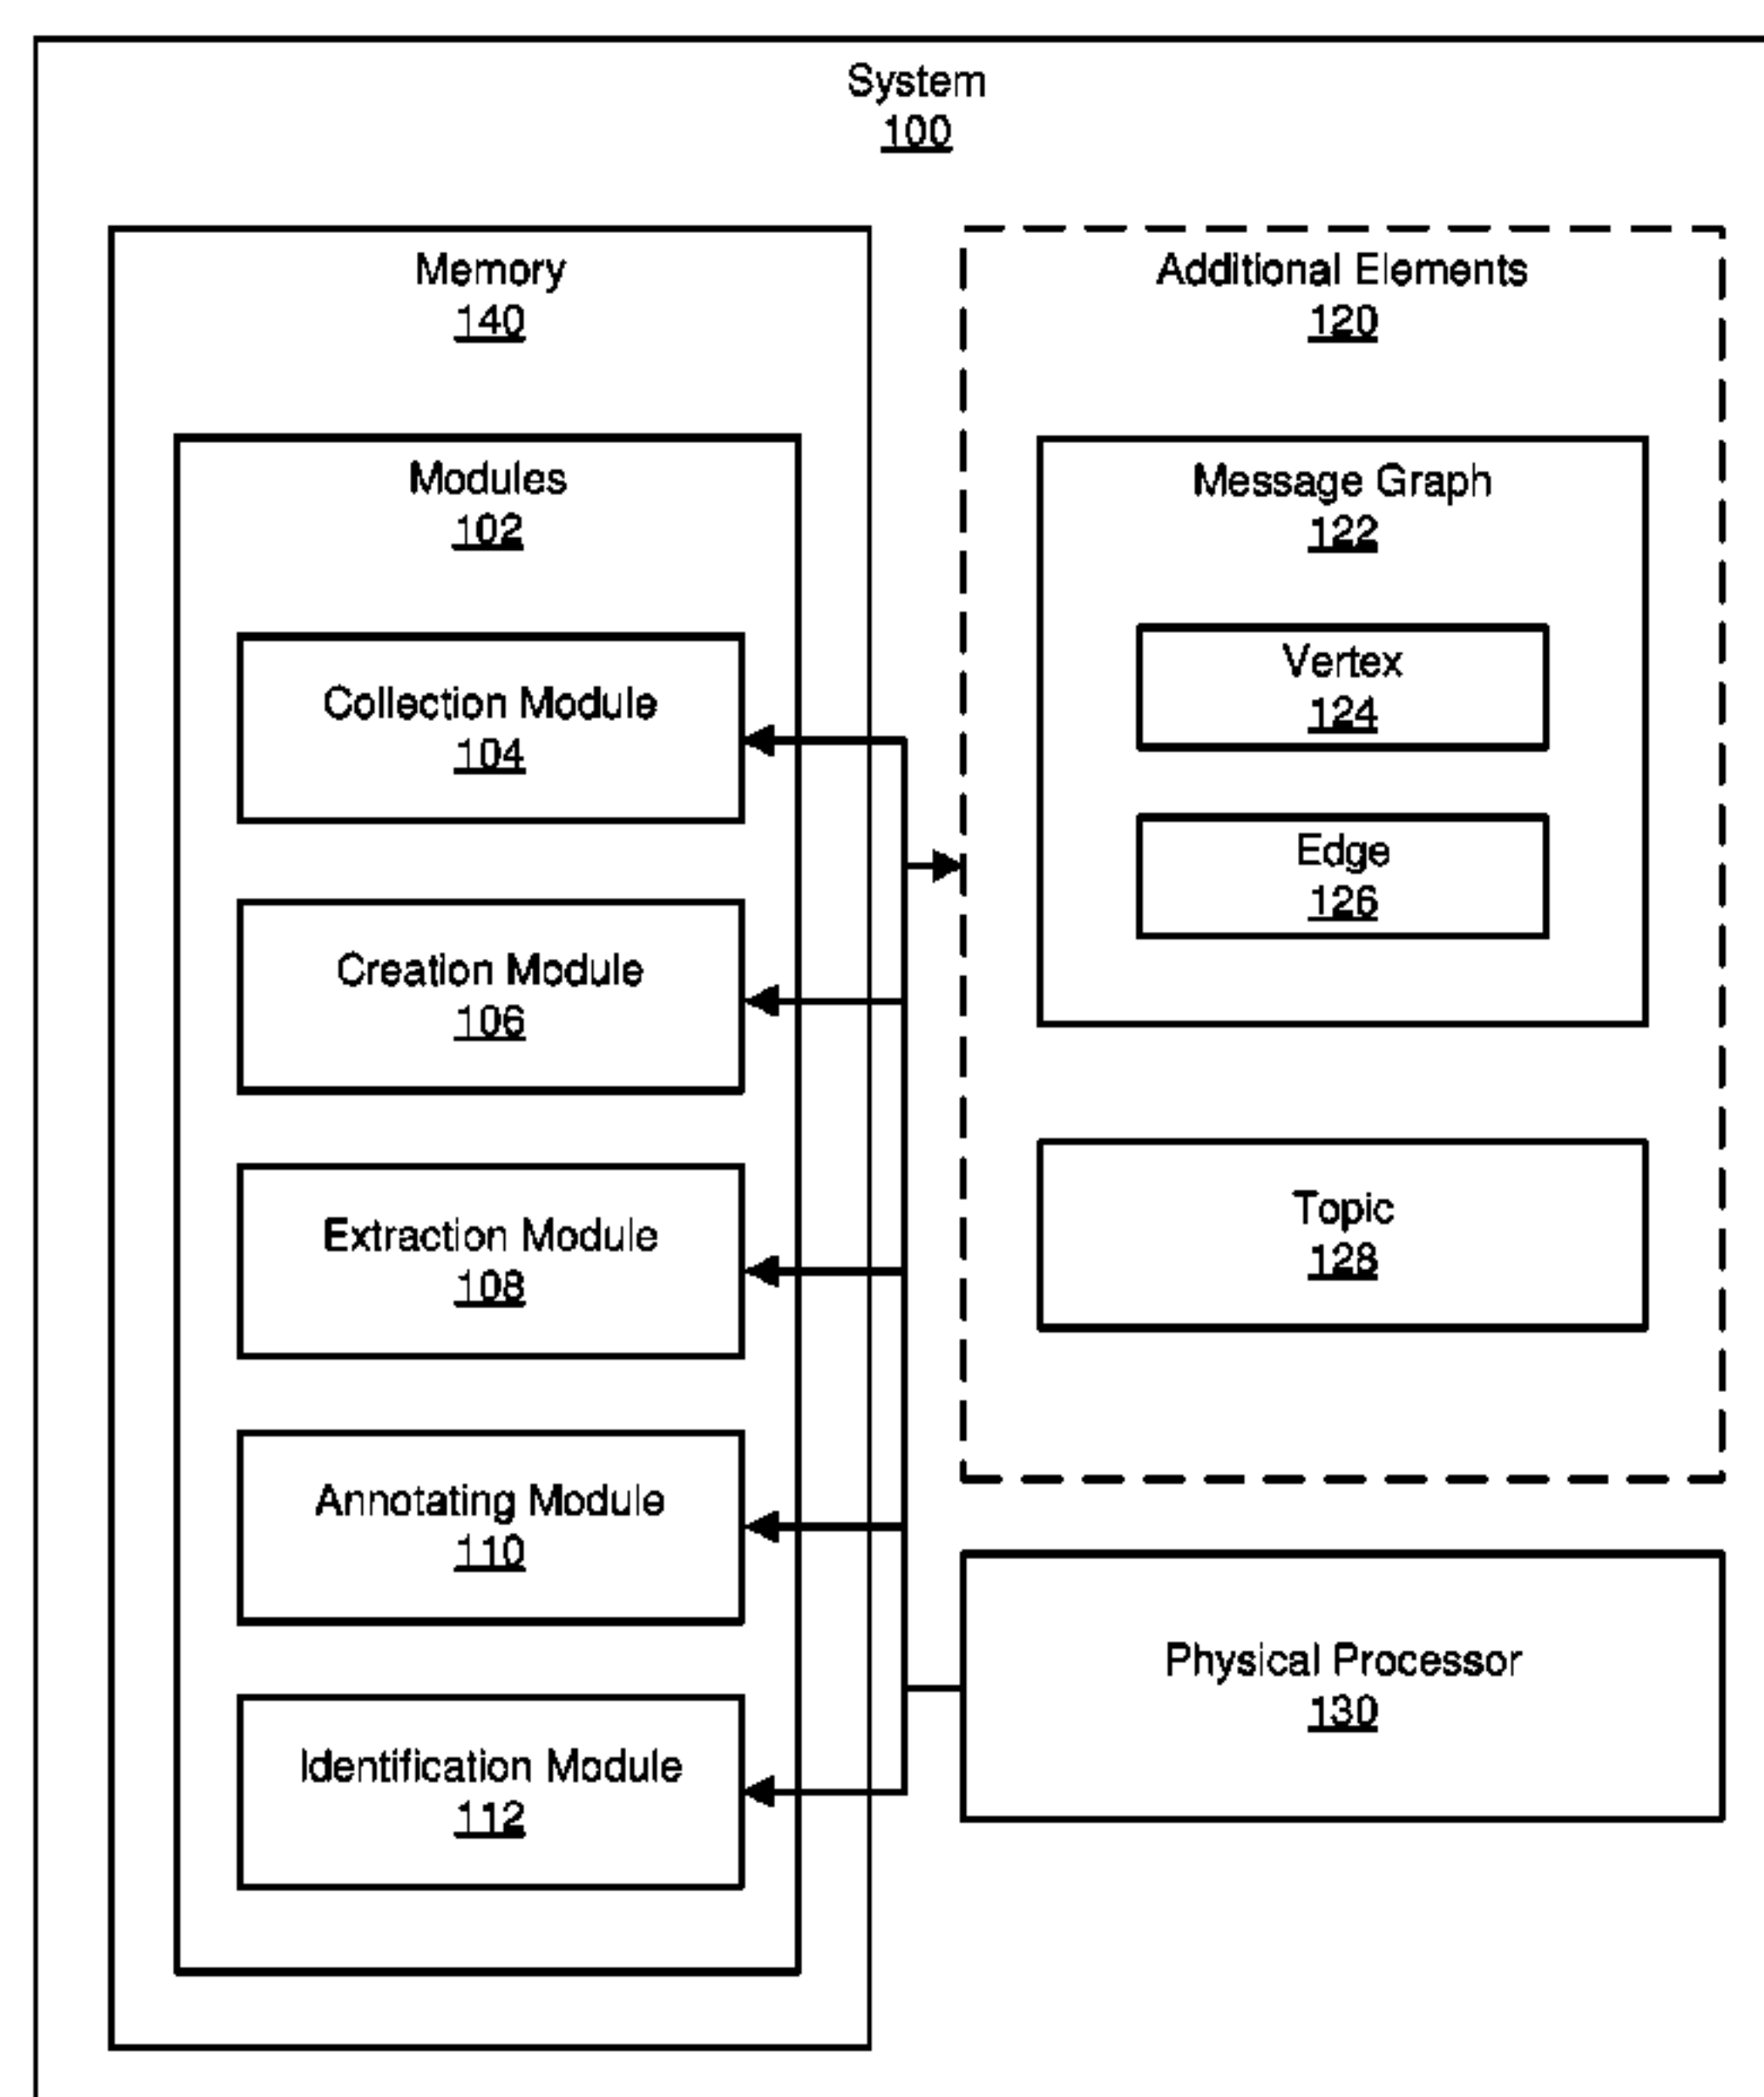 System
100
Memory
140
Modules
102
Collection Module
104
Creation Module
106
Extraction Module
108
Annotating Module
110
Identification Module
112
Additional Elements
120
Message Graph
122
Vertex
124
Edge
126
Topic
128
Physical Processor
130